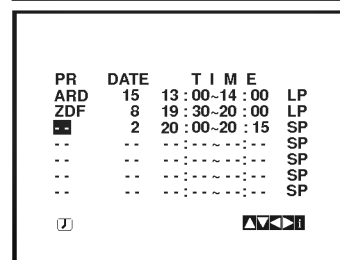 PR DATE T I M E
ARD 15 13:00~14:00 LP
ZDF 8 19:30~20:00 LP
-- 2 20:00~20:15 SP
-- -- --:--~--:-- SP
-- -- --:--~--:-- SP
-- -- --:--~--:-- SP
-- -- --:--~--:-- SP
i